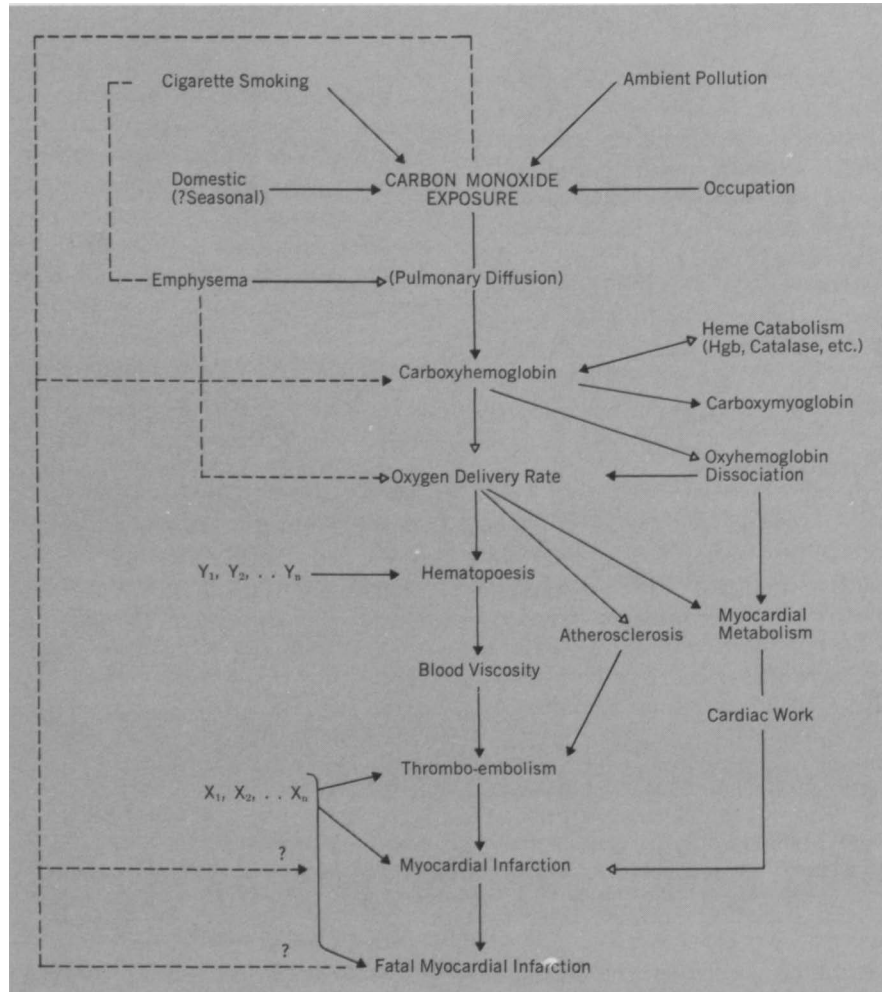 Cigarette Smoking
Ambient Pollution
Domestic
(?Seasonal)
CARBON MONOXIDE
EXPOSURE
Occupation
Emphysema
(Pulmonary Diffusion)
Heme Catabolism
(Hgb, Catalase, etc.)
Carboxyhemoglobin
Carboxymyoglobin
Oxyhemoglobin
Dissociation
Oxygen Delivery Rate
Y₁, Y₂, . . Yₙ
Hematopoesis
Atherosclerosis
Myocardial
Metabolism
Blood Viscosity
Cardiac Work
Thrombo-embolism
X₁, X₂, . . Xₙ
?
Myocardial Infarction
?
Fatal Myocardial Infarction